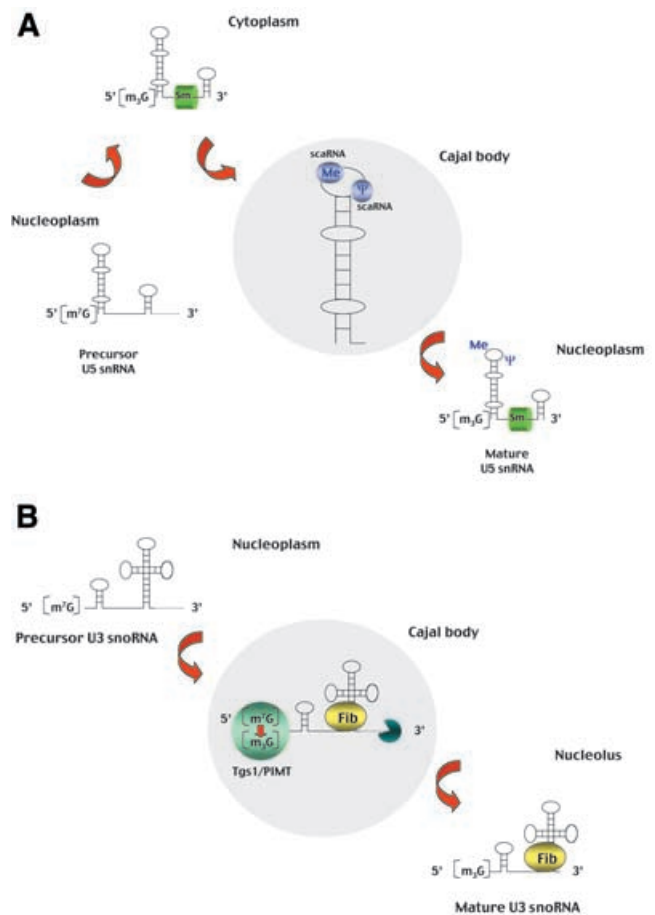 A
Cytoplasm
5' [m₃G] Sm 3'
scaRNA
Me
Ψ
scaRNA
Cajal body
Nucleoplasm
5' [m⁷G] 3'
Precursor
U5 snRNA
Nucleoplasm
Me Ψ
5' [m₃G] Sm 3'
Mature
U5 snRNA
B
Nucleoplasm
5' [m⁷G] 3'
Precursor U3 snoRNA
Cajal body
5' [m⁷G] Fib 3'
[m₃G]
Tgs1/PIMT
Nucleolus
5' [m₃G] Fib 3'
Mature U3 snoRNA